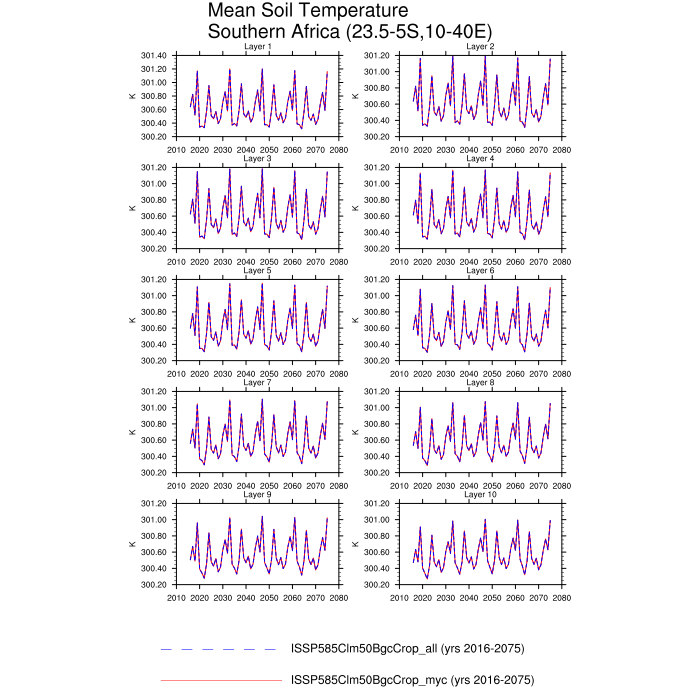 Mean Soil Temperature
Southern Africa (23.5-5S,10-40E)
Layer 1
Layer 2
301.40
301.20
301.00
300.80
300.60
300.40
300.20
K
2010 2020 2030 2040 2050 2060 2070 2080
301.20
301.00
300.80
300.60
300.40
300.20
K
2010 2020 2030 2040 2050 2060 2070 2080
Layer 3
Layer 4
301.20
301.00
300.80
300.60
300.40
300.20
K
2010 2020 2030 2040 2050 2060 2070 2080
301.20
301.00
300.80
300.60
300.40
300.20
K
2010 2020 2030 2040 2050 2060 2070 2080
Layer 5
Layer 6
301.20
301.00
300.80
300.60
300.40
300.20
K
2010 2020 2030 2040 2050 2060 2070 2080
301.20
301.00
300.80
300.60
300.40
300.20
K
2010 2020 2030 2040 2050 2060 2070 2080
Layer 7
Layer 8
301.20
301.00
300.80
300.60
300.40
300.20
K
2010 2020 2030 2040 2050 2060 2070 2080
301.20
301.00
300.80
300.60
300.40
300.20
K
2010 2020 2030 2040 2050 2060 2070 2080
Layer 9
Layer 10
301.20
301.00
300.80
300.60
300.40
300.20
K
2010 2020 2030 2040 2050 2060 2070 2080
301.20
301.00
300.80
300.60
300.40
300.20
K
2010 2020 2030 2040 2050 2060 2070 2080
ISSP585Clm50BgcCrop_all (yrs 2016-2075)
ISSP585Clm50BgcCrop_myc (yrs 2016-2075)